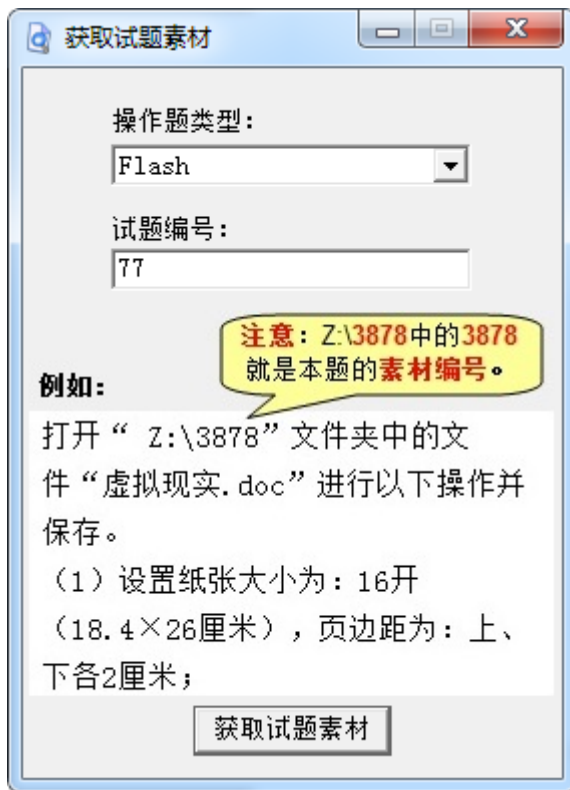 获取试题素材
操作题类型：
Flash
试题编号：
77
注意：Z:\3878中的3878
就是本题的素材编号。
例如：
打开“ Z:\3878”文件夹中的文
件“虚拟现实.doc”进行以下操作并
保存。
（1）设置纸张大小为：16开
（18.4×26厘米），页边距为：上、
下各2厘米；
获取试题素材